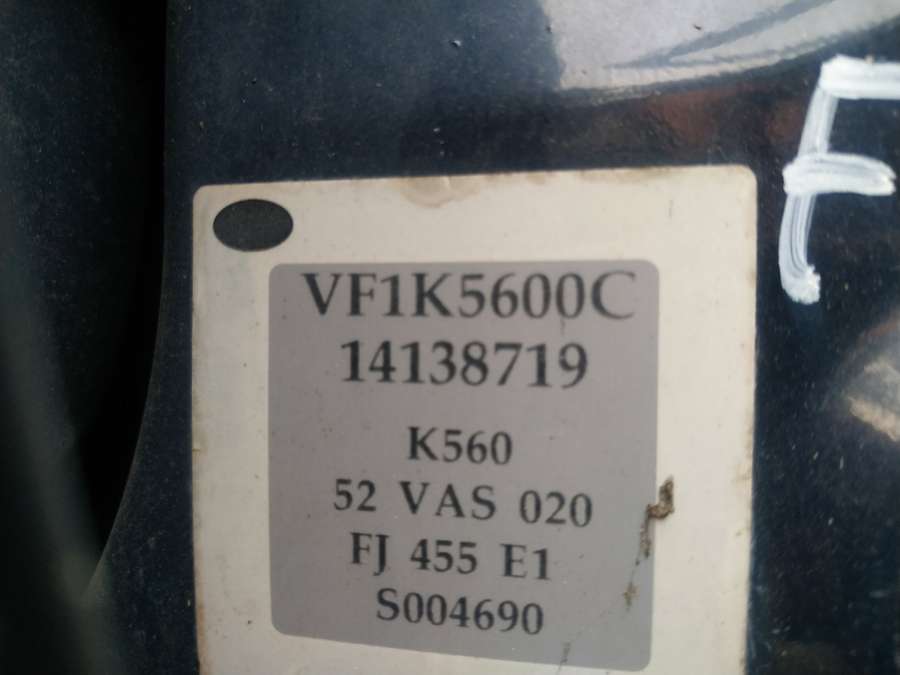 VF1K5600C
14138719
K560
52 VAS 020
FJ 455 E1
S004690
F